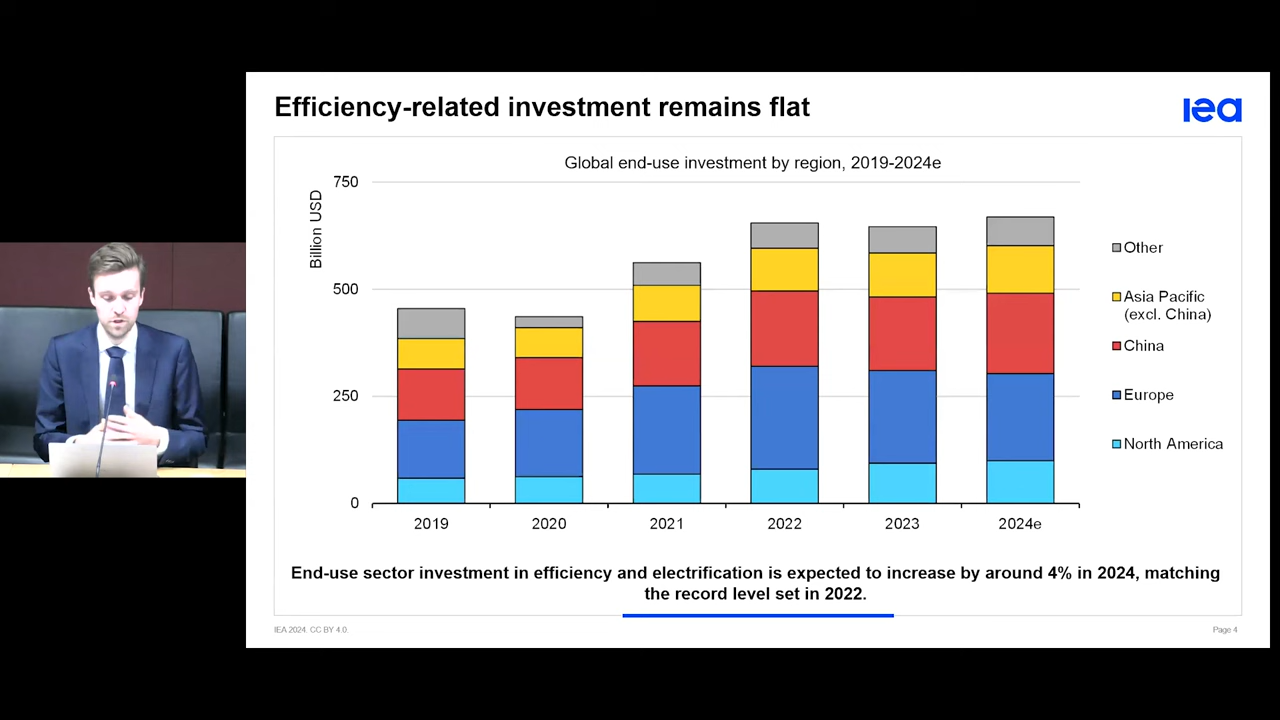 Efficiency-related investment remains flat
iea
Global end-use investment by region, 2019-2024e
Billion USD
750
500
250
0
2019
2020
2021
2022
2023
2024e
Other
Asia Pacific
(excl. China)
China
Europe
North America
End-use sector investment in efficiency and electrification is expected to increase by around 4% in 2024, matching
the record level set in 2022.
IEA 2024. CC BY 4.0.
Page 4